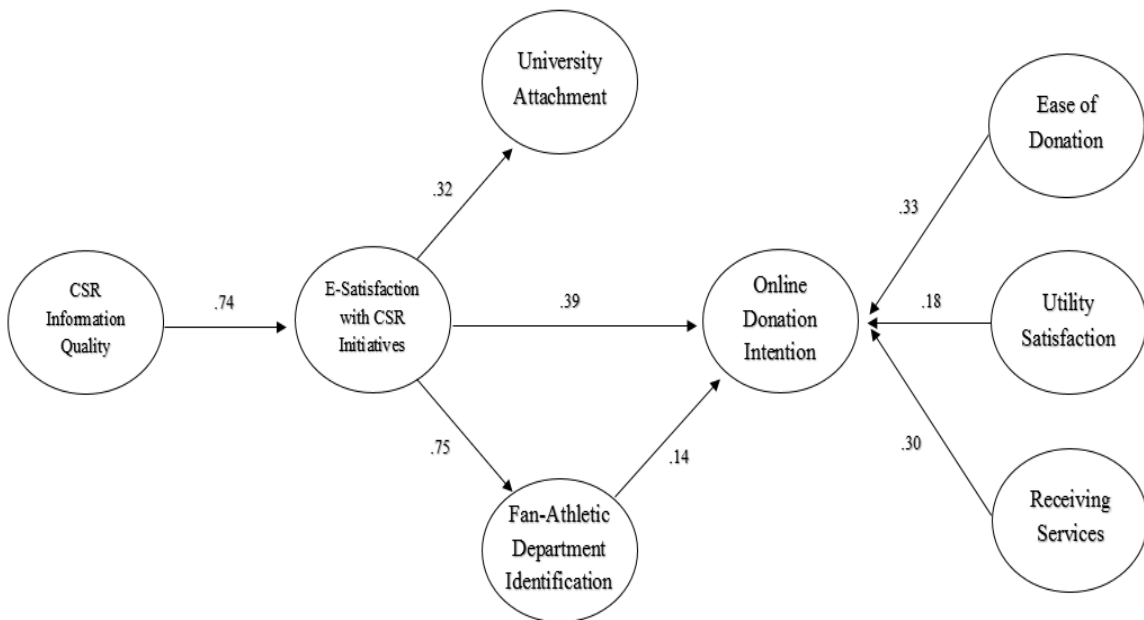 University
Attachment
Ease of
Donation
.32
.33
CSR
Information
Quality
.74
E-Satisfaction
with CSR
Initiatives
.39
Online
Donation
Intention
.18
Utility
Satisfaction
.75
.14
.30
Fan-Athletic
Department
Identification
Receiving
Services